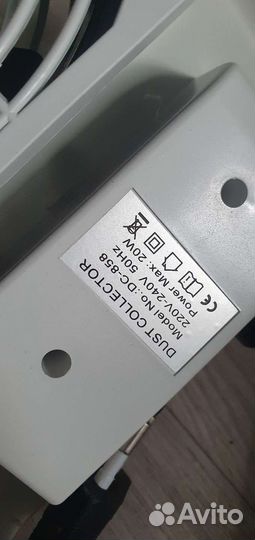 DUST COLLECTOR
Model No.:DC-858
220V-240V 50Hz
Power Max: 20W
CE
Avito